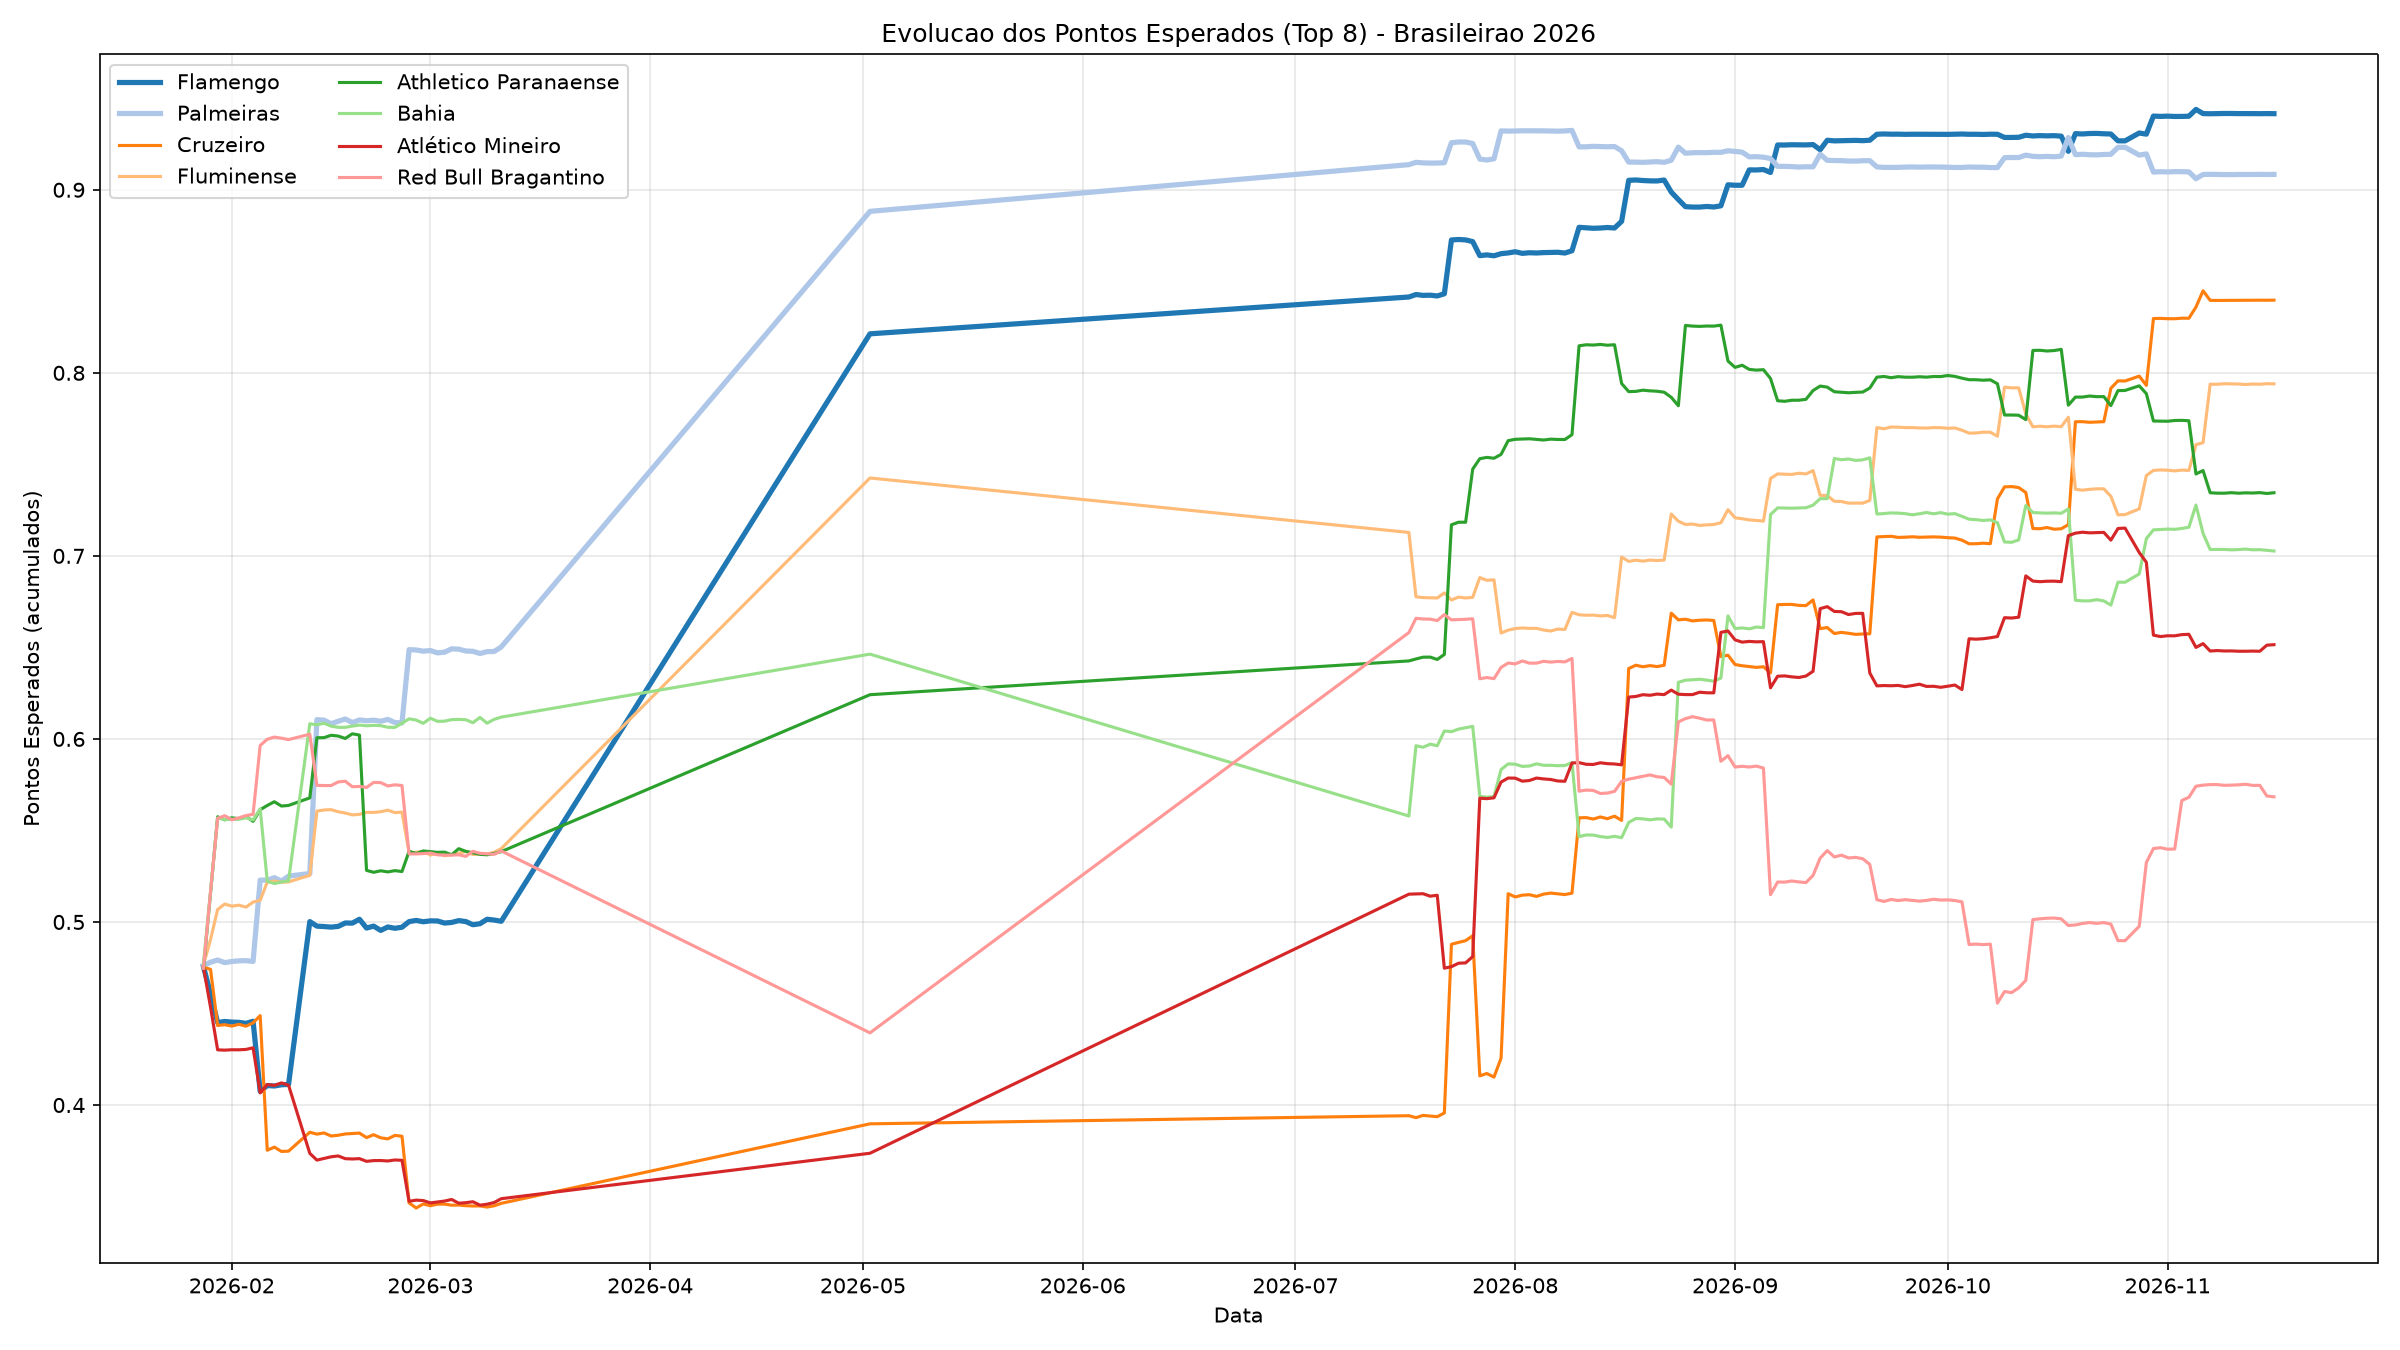 Evolucao dos Pontos Esperados (Top 8) - Brasileirao 2026
Flamengo
Palmeiras
Cruzeiro
Fluminense
Athletico Paranaense
Bahia
Atlético Mineiro
Red Bull Bragantino
Pontos Esperados (acumulados)
0.9
0.8
0.7
0.6
0.5
0.4
2026-02
2026-03
2026-04
2026-05
2026-06
2026-07
2026-08
2026-09
2026-10
2026-11
Data